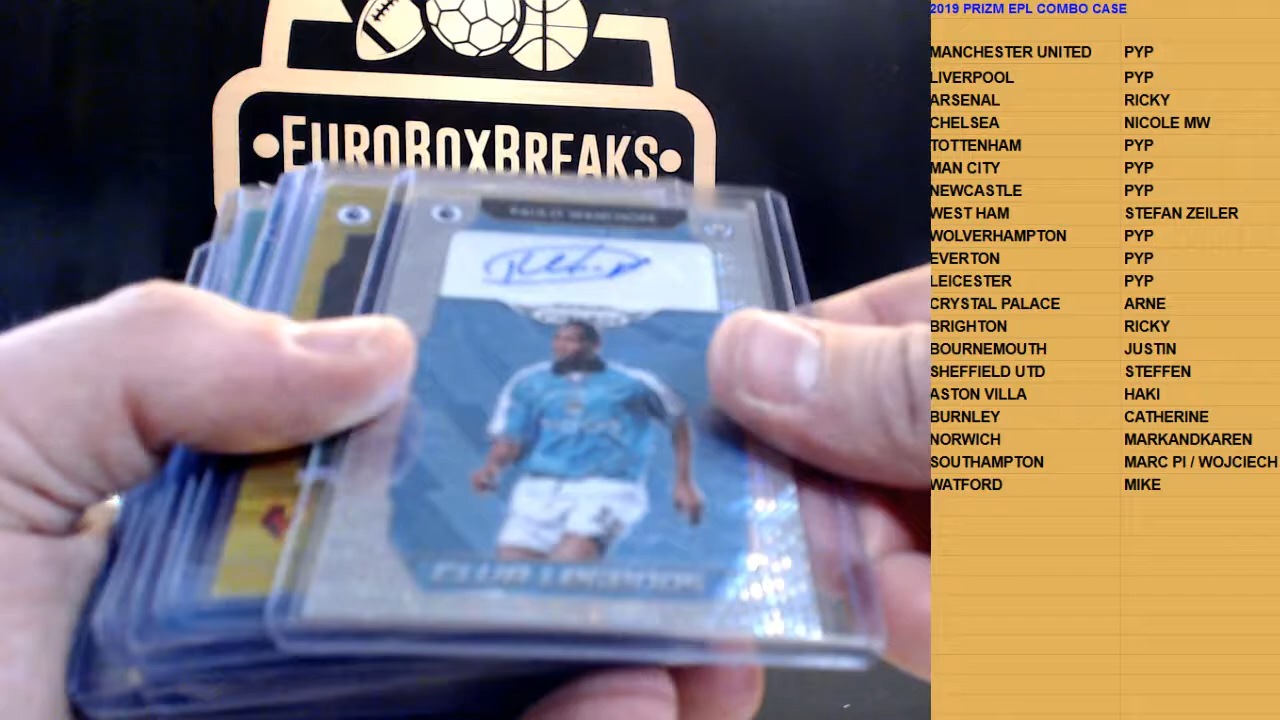 EUROBOXBREAKS
PAULO WANCHOPE
CLUB LEGENDS
2019 PRIZM EPL COMBO CASE
MANCHESTER UNITED PYP
LIVERPOOL PYP
ARSENAL RICKY
CHELSEA NICOLE MW
TOTTENHAM PYP
MAN CITY PYP
NEWCASTLE PYP
WEST HAM STEFAN ZEILER
WOLVERHAMPTON PYP
EVERTON PYP
LEICESTER PYP
CRYSTAL PALACE ARNE
BRIGHTON RICKY
BOURNEMOUTH JUSTIN
SHEFFIELD UTD STEFFEN
ASTON VILLA HAKI
BURNLEY CATHERINE
NORWICH MARKANDKAREN
SOUTHAMPTON MARC PI / WOJCIECH
WATFORD MIKE